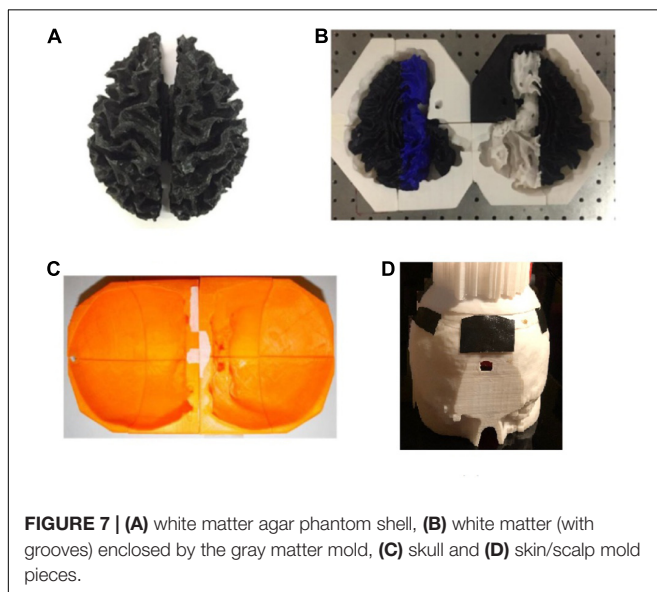 A
B
C
D
FIGURE 7 | (A) white matter agar phantom shell, (B) white matter (with
grooves) enclosed by the gray matter mold, (C) skull and (D) skin/scalp mold
pieces.